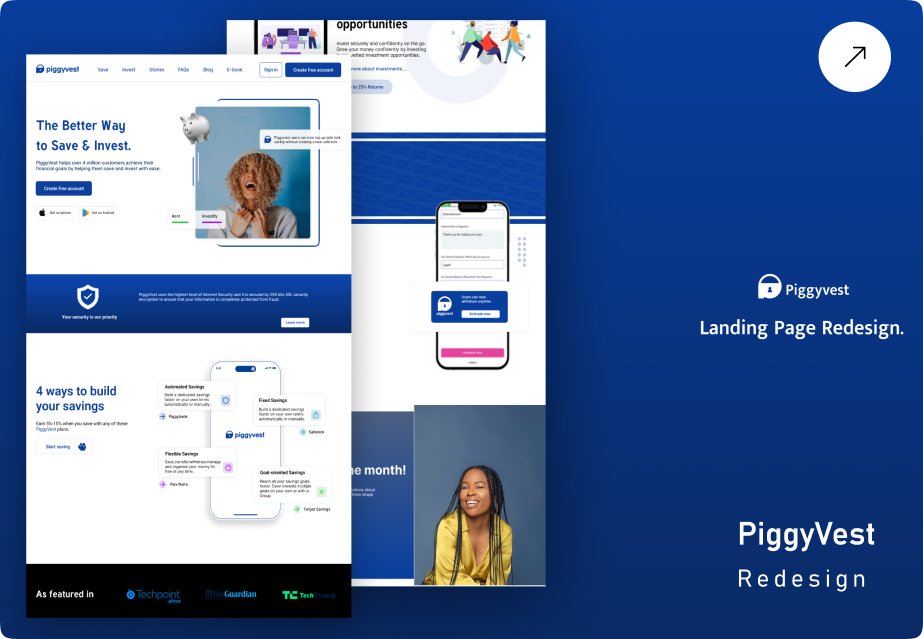 opportunities
Invest securely and confidently on the go.
Grow your money confidently by investing
vetted investment opportunities.
more about investments...
to 25% Returns
piggyvest
Save
Invest
Stories
FAQs
Blog
E-book
Sign in
Create free account
The Better Way
to Save & Invest.
PiggyVest helps over 4 million customers achieve their
financial goals by helping them save and invest with ease.
Create free account
Get on iphone
Get on Android
Piggyvest users can now top up safe lock
saving without creating a new safe lock
Rent
Investify
Your security is our priority
PiggyVest uses the highest level of Internet Security and it is secured by 256 bits SSL security
encryption to ensure that your information is completely protected from fraud.
Learn more
4 ways to build
your savings
Earn 5%-15% when you save with any of these
PiggyVest plans.
Start saving
Automated Savings
Build a dedicated savings
faster on your own terms
automatically or manually.
Piggybank
Fixed Savings
Build a dedicated savings
faster on your own terms
automatically or manually.
Safelock
piggyvest
Flexible Savings
Save, transfer, withdraw, manage
and organise your money for
free at any time.
Flex Naira
Goal-oriented Savings
Reach all your savings goals
faster. Save towards multiple
goals on your own or with a
Group.
Target Savings
As featured in
Techpoint
.africa
TheGuardian
TC TechCrunch
Thank you for helping me save
piggyvest
Users can now
withdraw anytime
Activate now
he month!
Piggyvest
Landing Page Redesign.
PiggyVest
Redesign